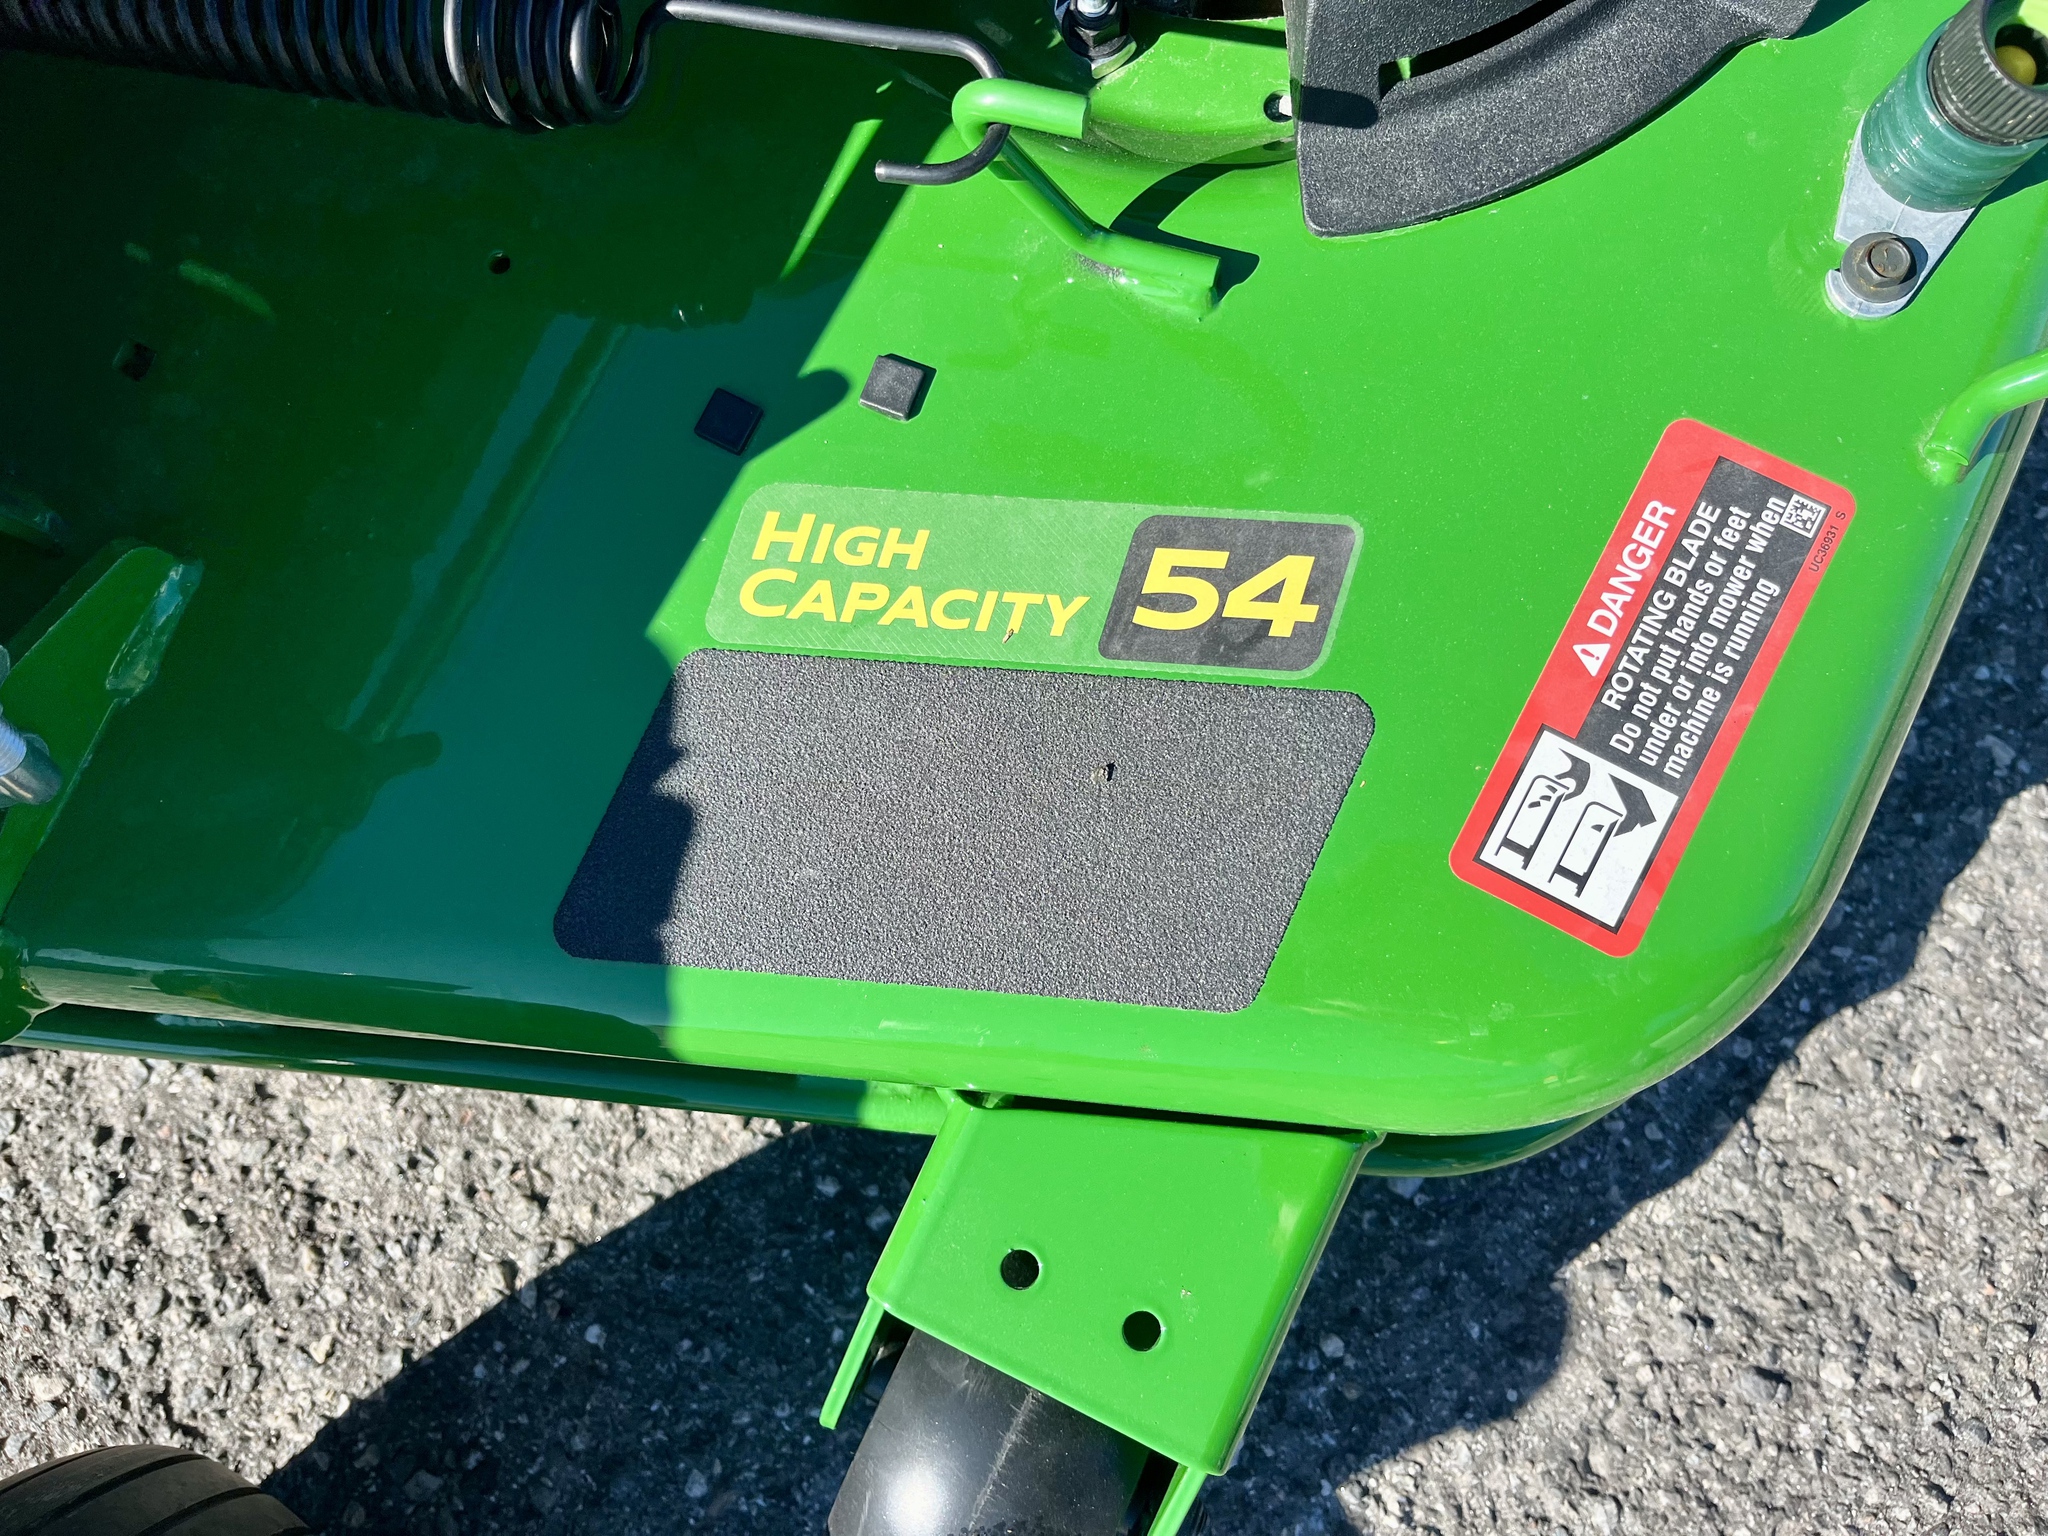 HIGH
CAPACITY
54
DANGER
ROTATING BLADE
Do not put hands or feet
under or into mower when
machine is running
UC36931 S